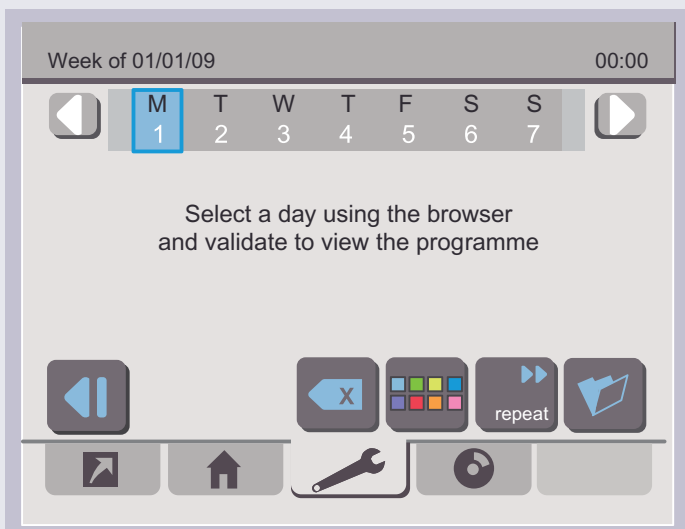 Week of 01/01/09 00:00
M T W T F S S
1 2 3 4 5 6 7
Select a day using the browser
and validate to view the programme
X
repeat